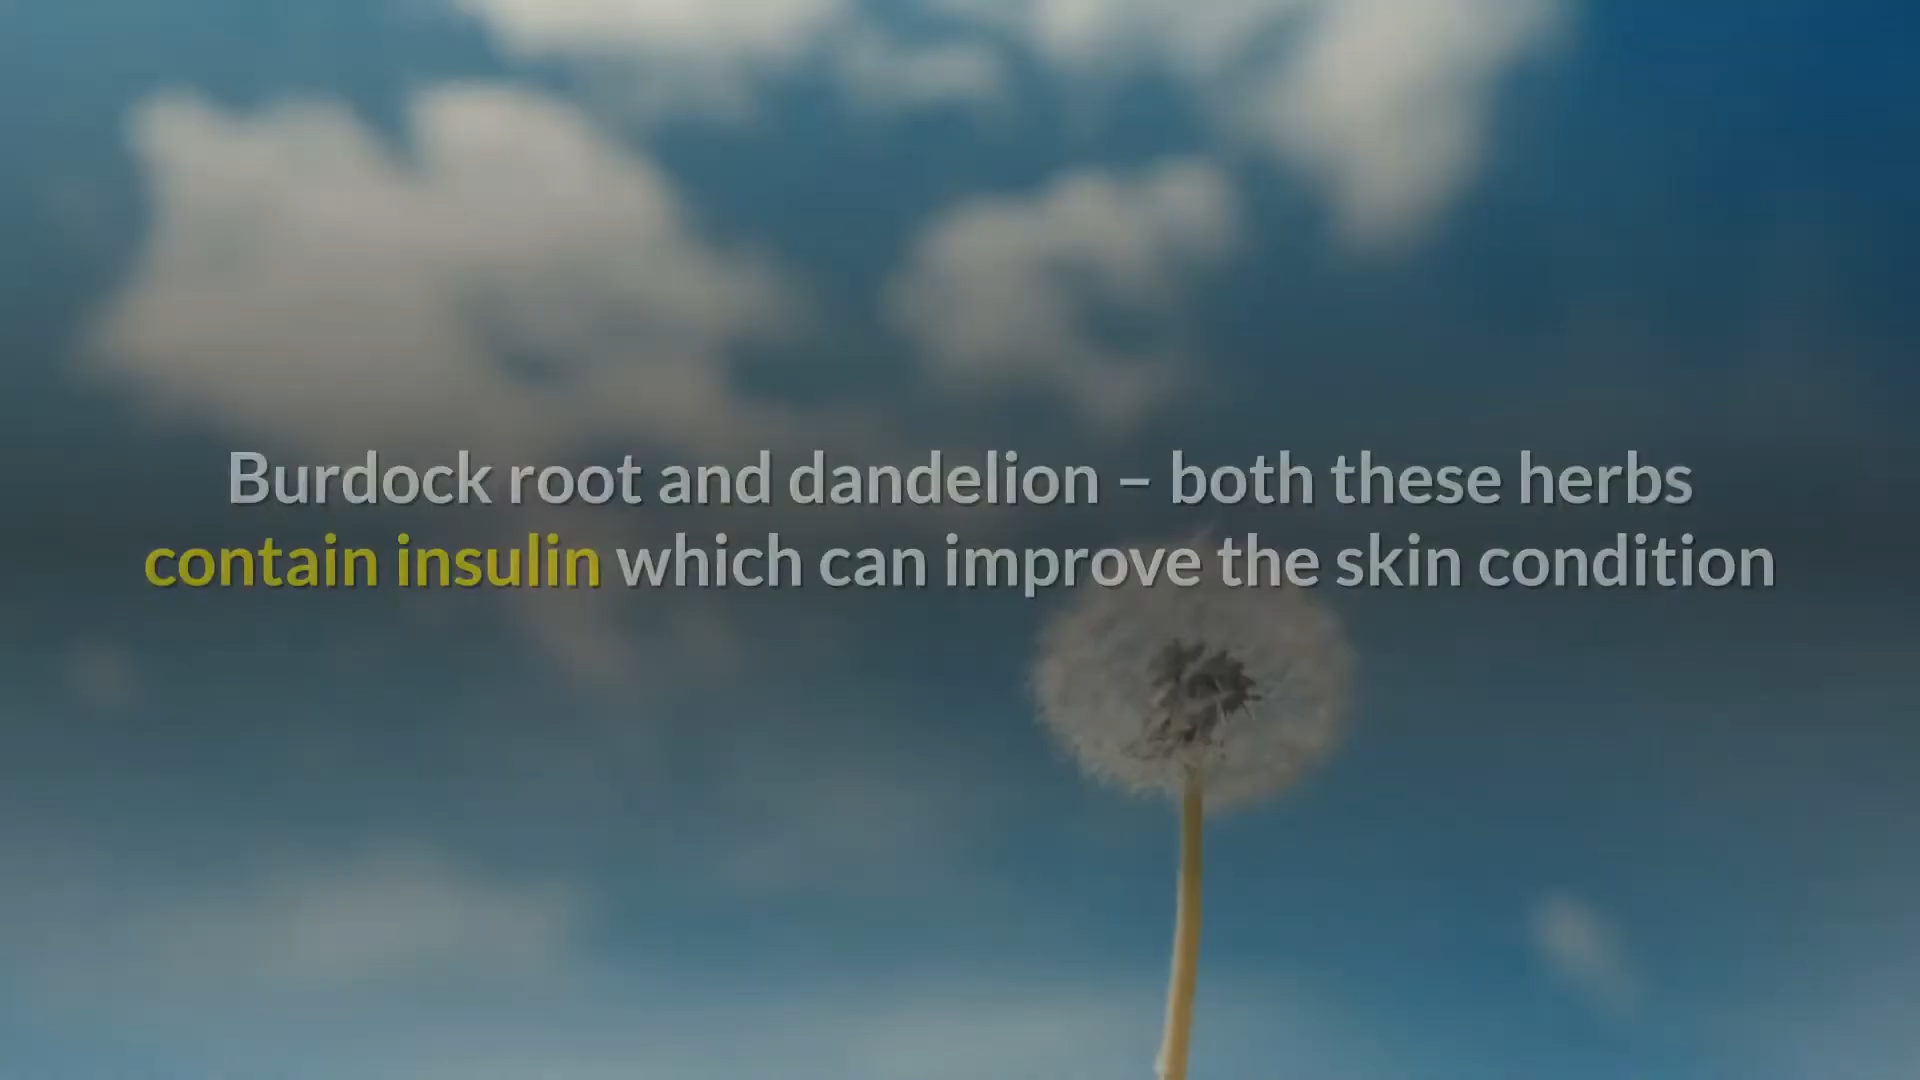 Burdock root and dandelion – both these herbs
contain insulin which can improve the skin condition